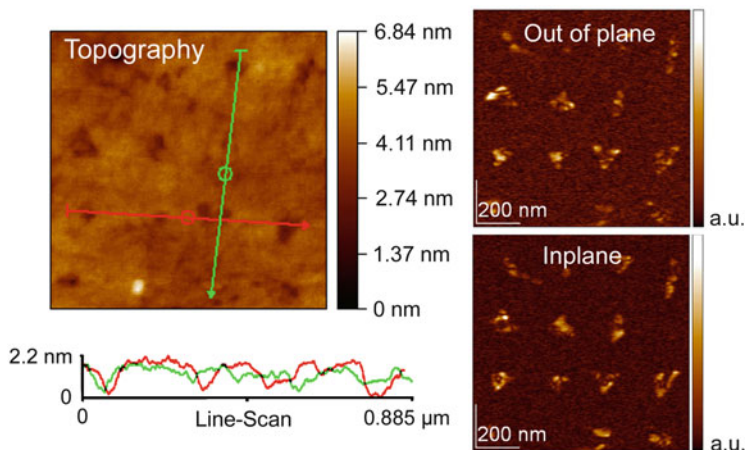 Topography
6.84 nm
5.47 nm
4.11 nm
2.74 nm
1.37 nm
0 nm
2.2 nm
0
0
Line-Scan
0.885 µm
Out of plane
200 nm
a.u.
Inplane
200 nm
a.u.